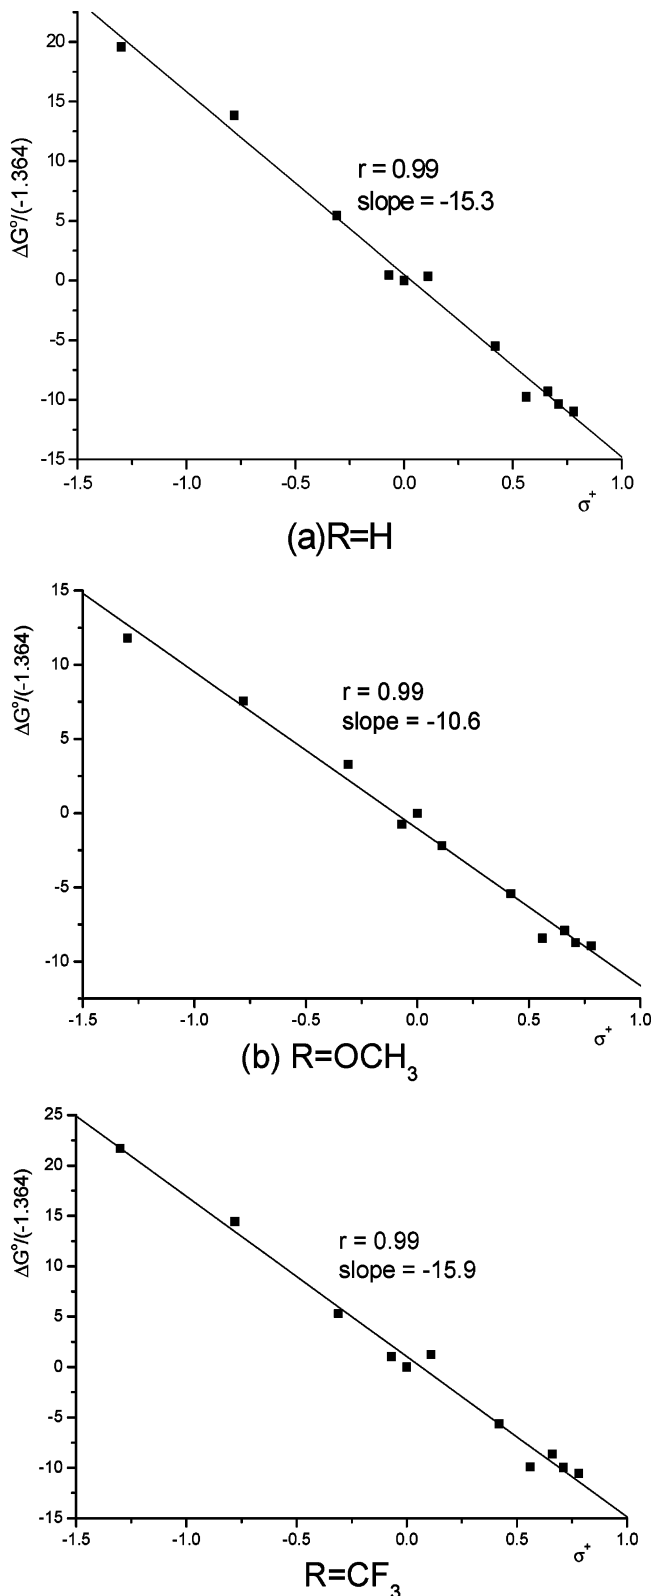 20
15
10
5
0
-5
-10
-15
ΔG°/(-1.364)
r = 0.99
slope = -15.3
-1.5 -1.0 -0.5 0.0 0.5 1.0
σ⁺
(a)R=H
15
10
5
0
-5
-10
ΔG°/(-1.364)
r = 0.99
slope = -10.6
-1.5 -1.0 -0.5 0.0 0.5 1.0
σ⁺
(b) R=OCH₃
25
20
15
10
5
0
-5
-10
-15
ΔG°/(-1.364)
r = 0.99
slope = -15.9
-1.5 -1.0 -0.5 0.0 0.5 1.0
σ⁺
R=CF₃